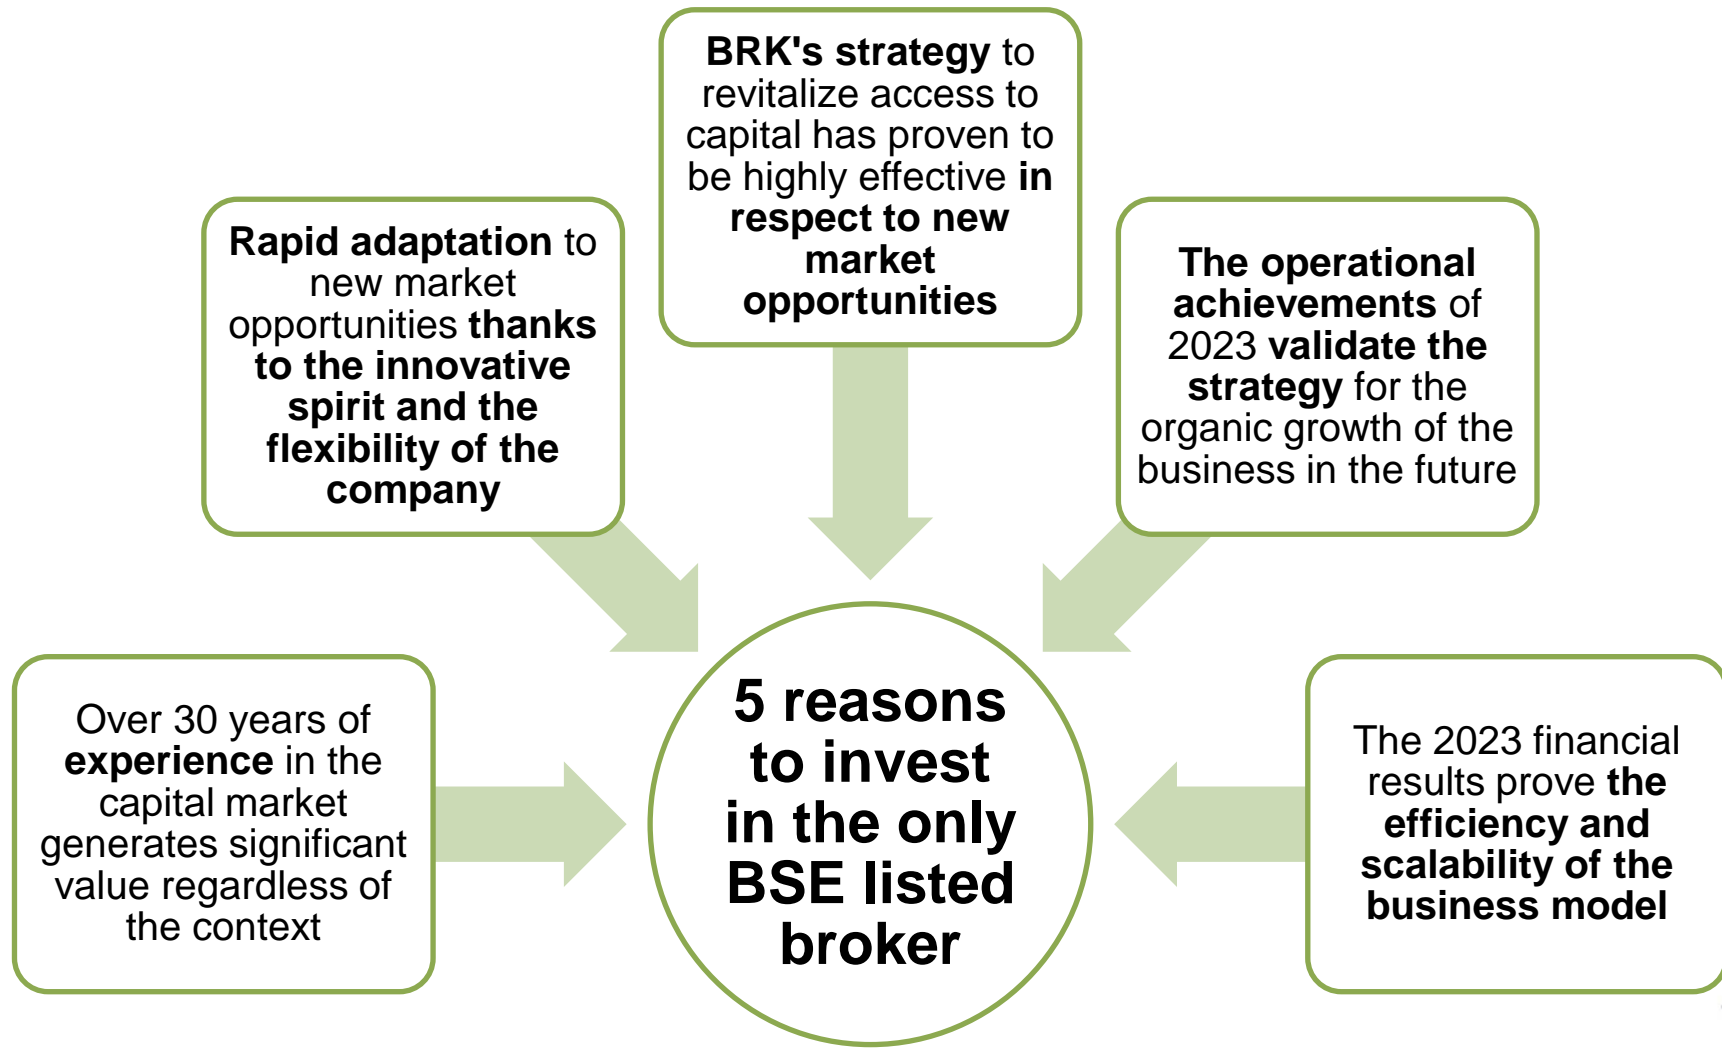 BRK's strategy to
revitalize access to
capital has proven to
be highly effective in
respect to new
market
opportunities
Rapid adaptation to
new market
opportunities thanks
to the innovative
spirit and the
flexibility of the
company
The operational
achievements of
2023 validate the
strategy for the
organic growth of the
business in the future
Over 30 years of
experience in the
capital market
generates significant
value regardless of
the context
5 reasons
to invest
in the only
BSE listed
broker
The 2023 financial
results prove the
efficiency and
scalability of the
business model